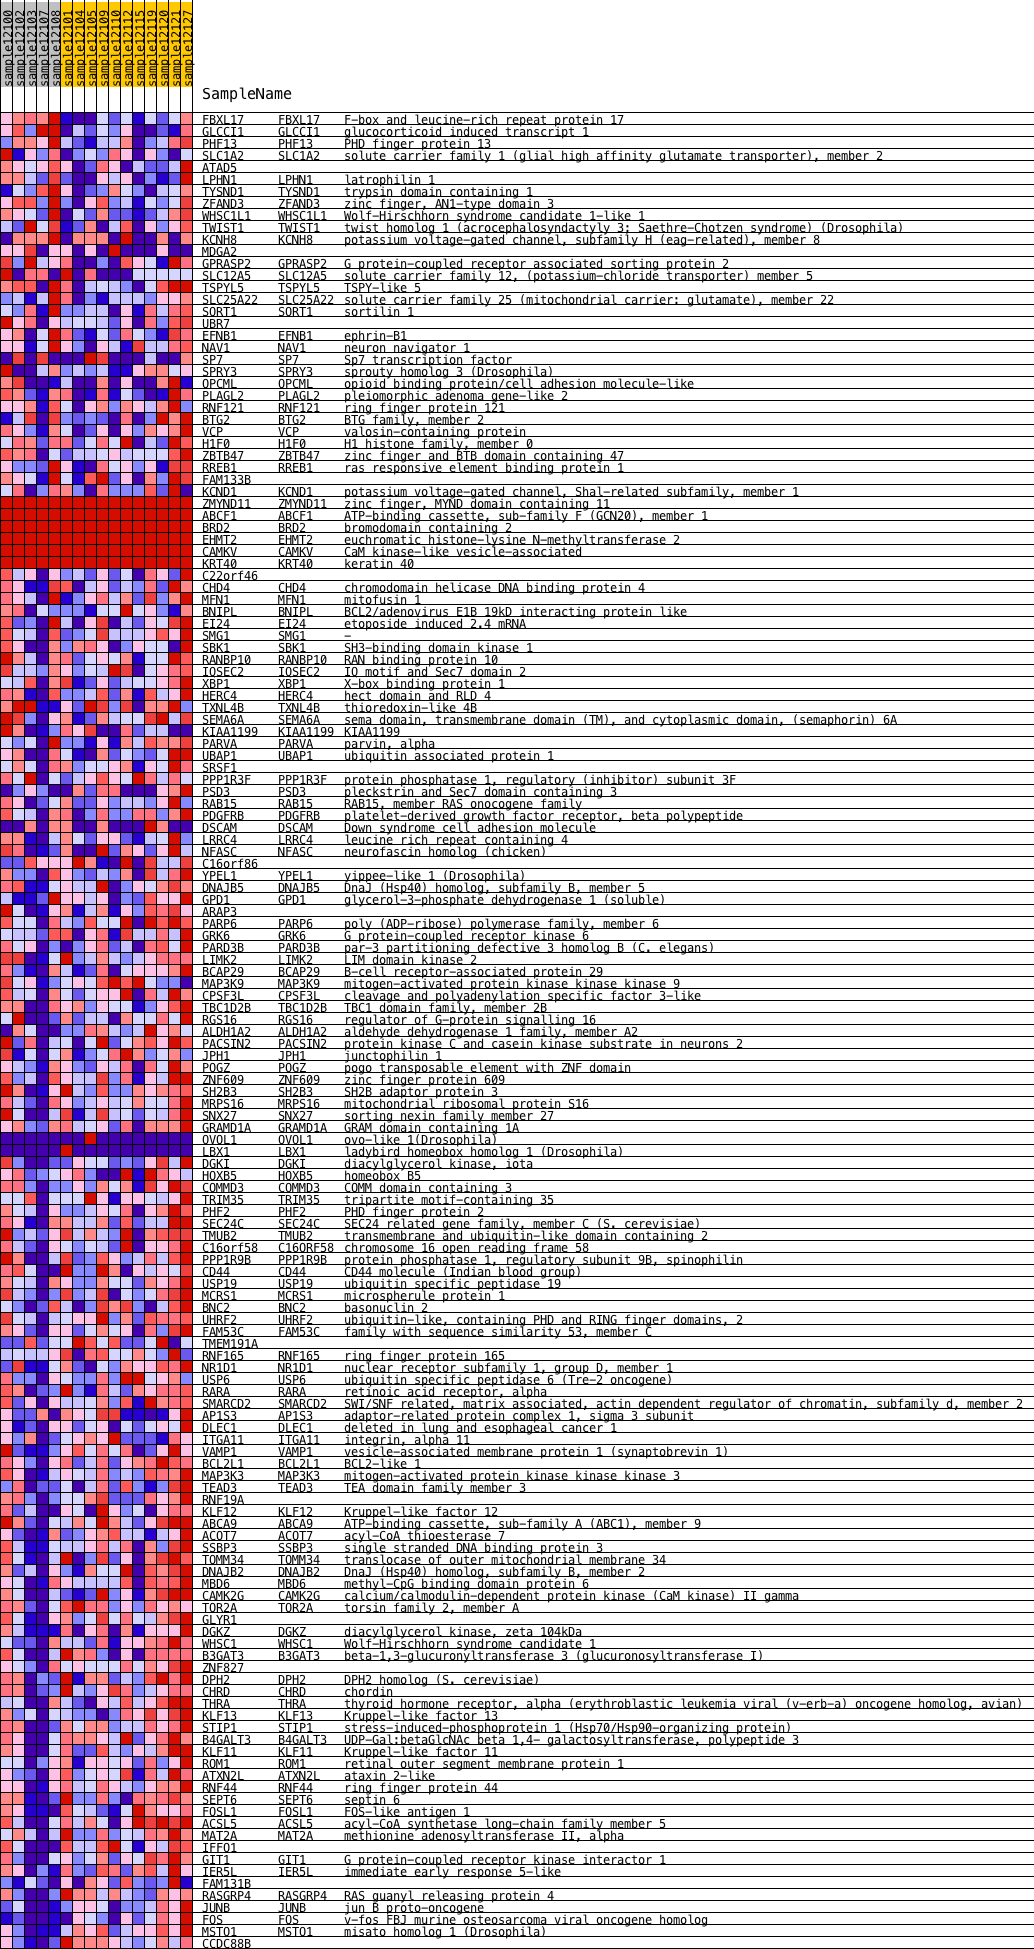 sample12100 sample12102 sample12103 sample12107 sample12108 sample12101 sample12104 sample12105 sample12109 sample12110 sample12112 sample12115 sample12119 sample12120 sample12121 sample12127
SampleName
FBXL17 FBXL17 F-box and leucine-rich repeat protein 17
GLCCI1 GLCCI1 glucocorticoid induced transcript 1
PHF13 PHF13 PHD finger protein 13
SLC1A2 SLC1A2 solute carrier family 1 (glial high affinity glutamate transporter), member 2
ATAD5
LPHN1 LPHN1 latrophilin 1
TYSND1 TYSND1 trypsin domain containing 1
ZFAND3 ZFAND3 zinc finger, AN1-type domain 3
WHSC1L1 WHSC1L1 Wolf-Hirschhorn syndrome candidate 1-like 1
TWIST1 TWIST1 twist homolog 1 (acrocephalosyndactyly 3; Saethre-Chotzen syndrome) (Drosophila)
KCNH8 KCNH8 potassium voltage-gated channel, subfamily H (eag-related), member 8
MDGA2
GPRASP2 GPRASP2 G protein-coupled receptor associated sorting protein 2
SLC12A5 SLC12A5 solute carrier family 12, (potassium-chloride transporter) member 5
TSPYL5 TSPYL5 TSPY-like 5
SLC25A22 SLC25A22 solute carrier family 25 (mitochondrial carrier: glutamate), member 22
SORT1 SORT1 sortilin 1
UBR7
EFNB1 EFNB1 ephrin-B1
NAV1 NAV1 neuron navigator 1
SP7 SP7 Sp7 transcription factor
SPRY3 SPRY3 sprouty homolog 3 (Drosophila)
OPCML OPCML opioid binding protein/cell adhesion molecule-like
PLAGL2 PLAGL2 pleiomorphic adenoma gene-like 2
RNF121 RNF121 ring finger protein 121
BTG2 BTG2 BTG family, member 2
VCP VCP valosin-containing protein
H1F0 H1F0 H1 histone family, member 0
ZBTB47 ZBTB47 zinc finger and BTB domain containing 47
RREB1 RREB1 ras responsive element binding protein 1
FAM133B
KCND1 KCND1 potassium voltage-gated channel, Shal-related subfamily, member 1
ZMYND11 ZMYND11 zinc finger, MYND domain containing 11
ABCF1 ABCF1 ATP-binding cassette, sub-family F (GCN20), member 1
BRD2 BRD2 bromodomain containing 2
EHMT2 EHMT2 euchromatic histone-lysine N-methyltransferase 2
CAMKV CAMKV CaM kinase-like vesicle-associated
KRT40 KRT40 keratin 40
C22orf46
CHD4 CHD4 chromodomain helicase DNA binding protein 4
MFN1 MFN1 mitofusin 1
BNIPL BNIPL BCL2/adenovirus E1B 19kD interacting protein like
EI24 EI24 etoposide induced 2.4 mRNA
SMG1 SMG1 -
SBK1 SBK1 SH3-binding domain kinase 1
RANBP10 RANBP10 RAN binding protein 10
IQSEC2 IQSEC2 IQ motif and Sec7 domain 2
XBP1 XBP1 X-box binding protein 1
HERC4 HERC4 hect domain and RLD 4
TXNL4B TXNL4B thioredoxin-like 4B
SEMA6A SEMA6A sema domain, transmembrane domain (TM), and cytoplasmic domain, (semaphorin) 6A
KIAA1199 KIAA1199 KIAA1199
PARVA PARVA parvin, alpha
UBAP1 UBAP1 ubiquitin associated protein 1
SRSF1
PPP1R3F PPP1R3F protein phosphatase 1, regulatory (inhibitor) subunit 3F
PSD3 PSD3 pleckstrin and Sec7 domain containing 3
RAB15 RAB15 RAB15, member RAS onocogene family
PDGFRB PDGFRB platelet-derived growth factor receptor, beta polypeptide
DSCAM DSCAM Down syndrome cell adhesion molecule
LRRC4 LRRC4 leucine rich repeat containing 4
NFASC NFASC neurofascin homolog (chicken)
C16orf86
YPEL1 YPEL1 yippee-like 1 (Drosophila)
DNAJB5 DNAJB5 DnaJ (Hsp40) homolog, subfamily B, member 5
GPD1 GPD1 glycerol-3-phosphate dehydrogenase 1 (soluble)
ARAP3
PARP6 PARP6 poly (ADP-ribose) polymerase family, member 6
GRK6 GRK6 G protein-coupled receptor kinase 6
PARD3B PARD3B par-3 partitioning defective 3 homolog B (C. elegans)
LIMK2 LIMK2 LIM domain kinase 2
BCAP29 BCAP29 B-cell receptor-associated protein 29
MAP3K9 MAP3K9 mitogen-activated protein kinase kinase kinase 9
CPSF3L CPSF3L cleavage and polyadenylation specific factor 3-like
TBC1D2B TBC1D2B TBC1 domain family, member 2B
RGS16 RGS16 regulator of G-protein signalling 16
ALDH1A2 ALDH1A2 aldehyde dehydrogenase 1 family, member A2
PACSIN2 PACSIN2 protein kinase C and casein kinase substrate in neurons 2
JPH1 JPH1 junctophilin 1
POGZ POGZ pogo transposable element with ZNF domain
ZNF609 ZNF609 zinc finger protein 609
SH2B3 SH2B3 SH2B adaptor protein 3
MRPS16 MRPS16 mitochondrial ribosomal protein S16
SNX27 SNX27 sorting nexin family member 27
GRAMD1A GRAMD1A GRAM domain containing 1A
OVOL1 OVOL1 ovo-like 1(Drosophila)
LBX1 LBX1 ladybird homeobox homolog 1 (Drosophila)
DGKI DGKI diacylglycerol kinase, iota
HOXB5 HOXB5 homeobox B5
COMMD3 COMMD3 COMM domain containing 3
TRIM35 TRIM35 tripartite motif-containing 35
PHF2 PHF2 PHD finger protein 2
SEC24C SEC24C SEC24 related gene family, member C (S. cerevisiae)
TMUB2 TMUB2 transmembrane and ubiquitin-like domain containing 2
C16orf58 C16ORF58 chromosome 16 open reading frame 58
PPP1R9B PPP1R9B protein phosphatase 1, regulatory subunit 9B, spinophilin
CD44 CD44 CD44 molecule (Indian blood group)
USP19 USP19 ubiquitin specific peptidase 19
MCRS1 MCRS1 microspherule protein 1
BNC2 BNC2 basonuclin 2
UHRF2 UHRF2 ubiquitin-like, containing PHD and RING finger domains, 2
FAM53C FAM53C family with sequence similarity 53, member C
TMEM191A
RNF165 RNF165 ring finger protein 165
NR1D1 NR1D1 nuclear receptor subfamily 1, group D, member 1
USP6 USP6 ubiquitin specific peptidase 6 (Tre-2 oncogene)
RARA RARA retinoic acid receptor, alpha
SMARCD2 SMARCD2 SWI/SNF related, matrix associated, actin dependent regulator of chromatin, subfamily d, member 2
AP1S3 AP1S3 adaptor-related protein complex 1, sigma 3 subunit
DLEC1 DLEC1 deleted in lung and esophageal cancer 1
ITGA11 ITGA11 integrin, alpha 11
VAMP1 VAMP1 vesicle-associated membrane protein 1 (synaptobrevin 1)
BCL2L1 BCL2L1 BCL2-like 1
MAP3K3 MAP3K3 mitogen-activated protein kinase kinase kinase 3
TEAD3 TEAD3 TEA domain family member 3
RNF19A
KLF12 KLF12 Kruppel-like factor 12
ABCA9 ABCA9 ATP-binding cassette, sub-family A (ABC1), member 9
ACOT7 ACOT7 acyl-CoA thioesterase 7
SSBP3 SSBP3 single stranded DNA binding protein 3
TOMM34 TOMM34 translocase of outer mitochondrial membrane 34
DNAJB2 DNAJB2 DnaJ (Hsp40) homolog, subfamily B, member 2
MBD6 MBD6 methyl-CpG binding domain protein 6
CAMK2G CAMK2G calcium/calmodulin-dependent protein kinase (CaM kinase) II gamma
TOR2A TOR2A torsin family 2, member A
GLYR1
DGKZ DGKZ diacylglycerol kinase, zeta 104kDa
WHSC1 WHSC1 Wolf-Hirschhorn syndrome candidate 1
B3GAT3 B3GAT3 beta-1,3-glucuronyltransferase 3 (glucuronosyltransferase I)
ZNF827
DPH2 DPH2 DPH2 homolog (S. cerevisiae)
CHRD CHRD chordin
THRA THRA thyroid hormone receptor, alpha (erythroblastic leukemia viral (v-erb-a) oncogene homolog, avian)
KLF13 KLF13 Kruppel-like factor 13
STIP1 STIP1 stress-induced-phosphoprotein 1 (Hsp70/Hsp90-organizing protein)
B4GALT3 B4GALT3 UDP-Gal:betaGlcNAc beta 1,4- galactosyltransferase, polypeptide 3
KLF11 KLF11 Kruppel-like factor 11
ROM1 ROM1 retinal outer segment membrane protein 1
ATXN2L ATXN2L ataxin 2-like
RNF44 RNF44 ring finger protein 44
SEPT6 SEPT6 septin 6
FOSL1 FOSL1 FOS-like antigen 1
ACSL5 ACSL5 acyl-CoA synthetase long-chain family member 5
MAT2A MAT2A methionine adenosyltransferase II, alpha
IFFO1
GIT1 GIT1 G protein-coupled receptor kinase interactor 1
IER5L IER5L immediate early response 5-like
FAM131B
RASGRP4 RASGRP4 RAS guanyl releasing protein 4
JUNB JUNB jun B proto-oncogene
FOS FOS v-fos FBJ murine osteosarcoma viral oncogene homolog
MSTO1 MSTO1 misato homolog 1 (Drosophila)
CCDC88B